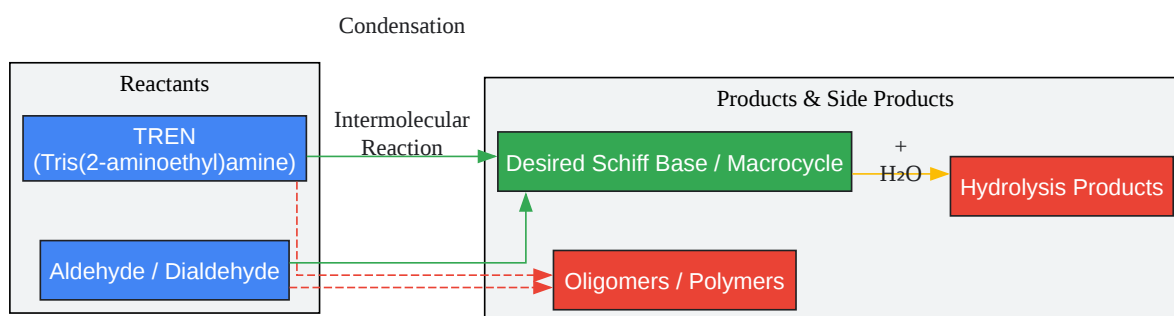 Condensation
Reactants
TREN
(Tris(2-aminoethyl)amine)
Aldehyde / Dialdehyde
Intermolecular
Reaction
Products & Side Products
Desired Schiff Base / Macrocycle
+
H₂O
Hydrolysis Products
Oligomers / Polymers